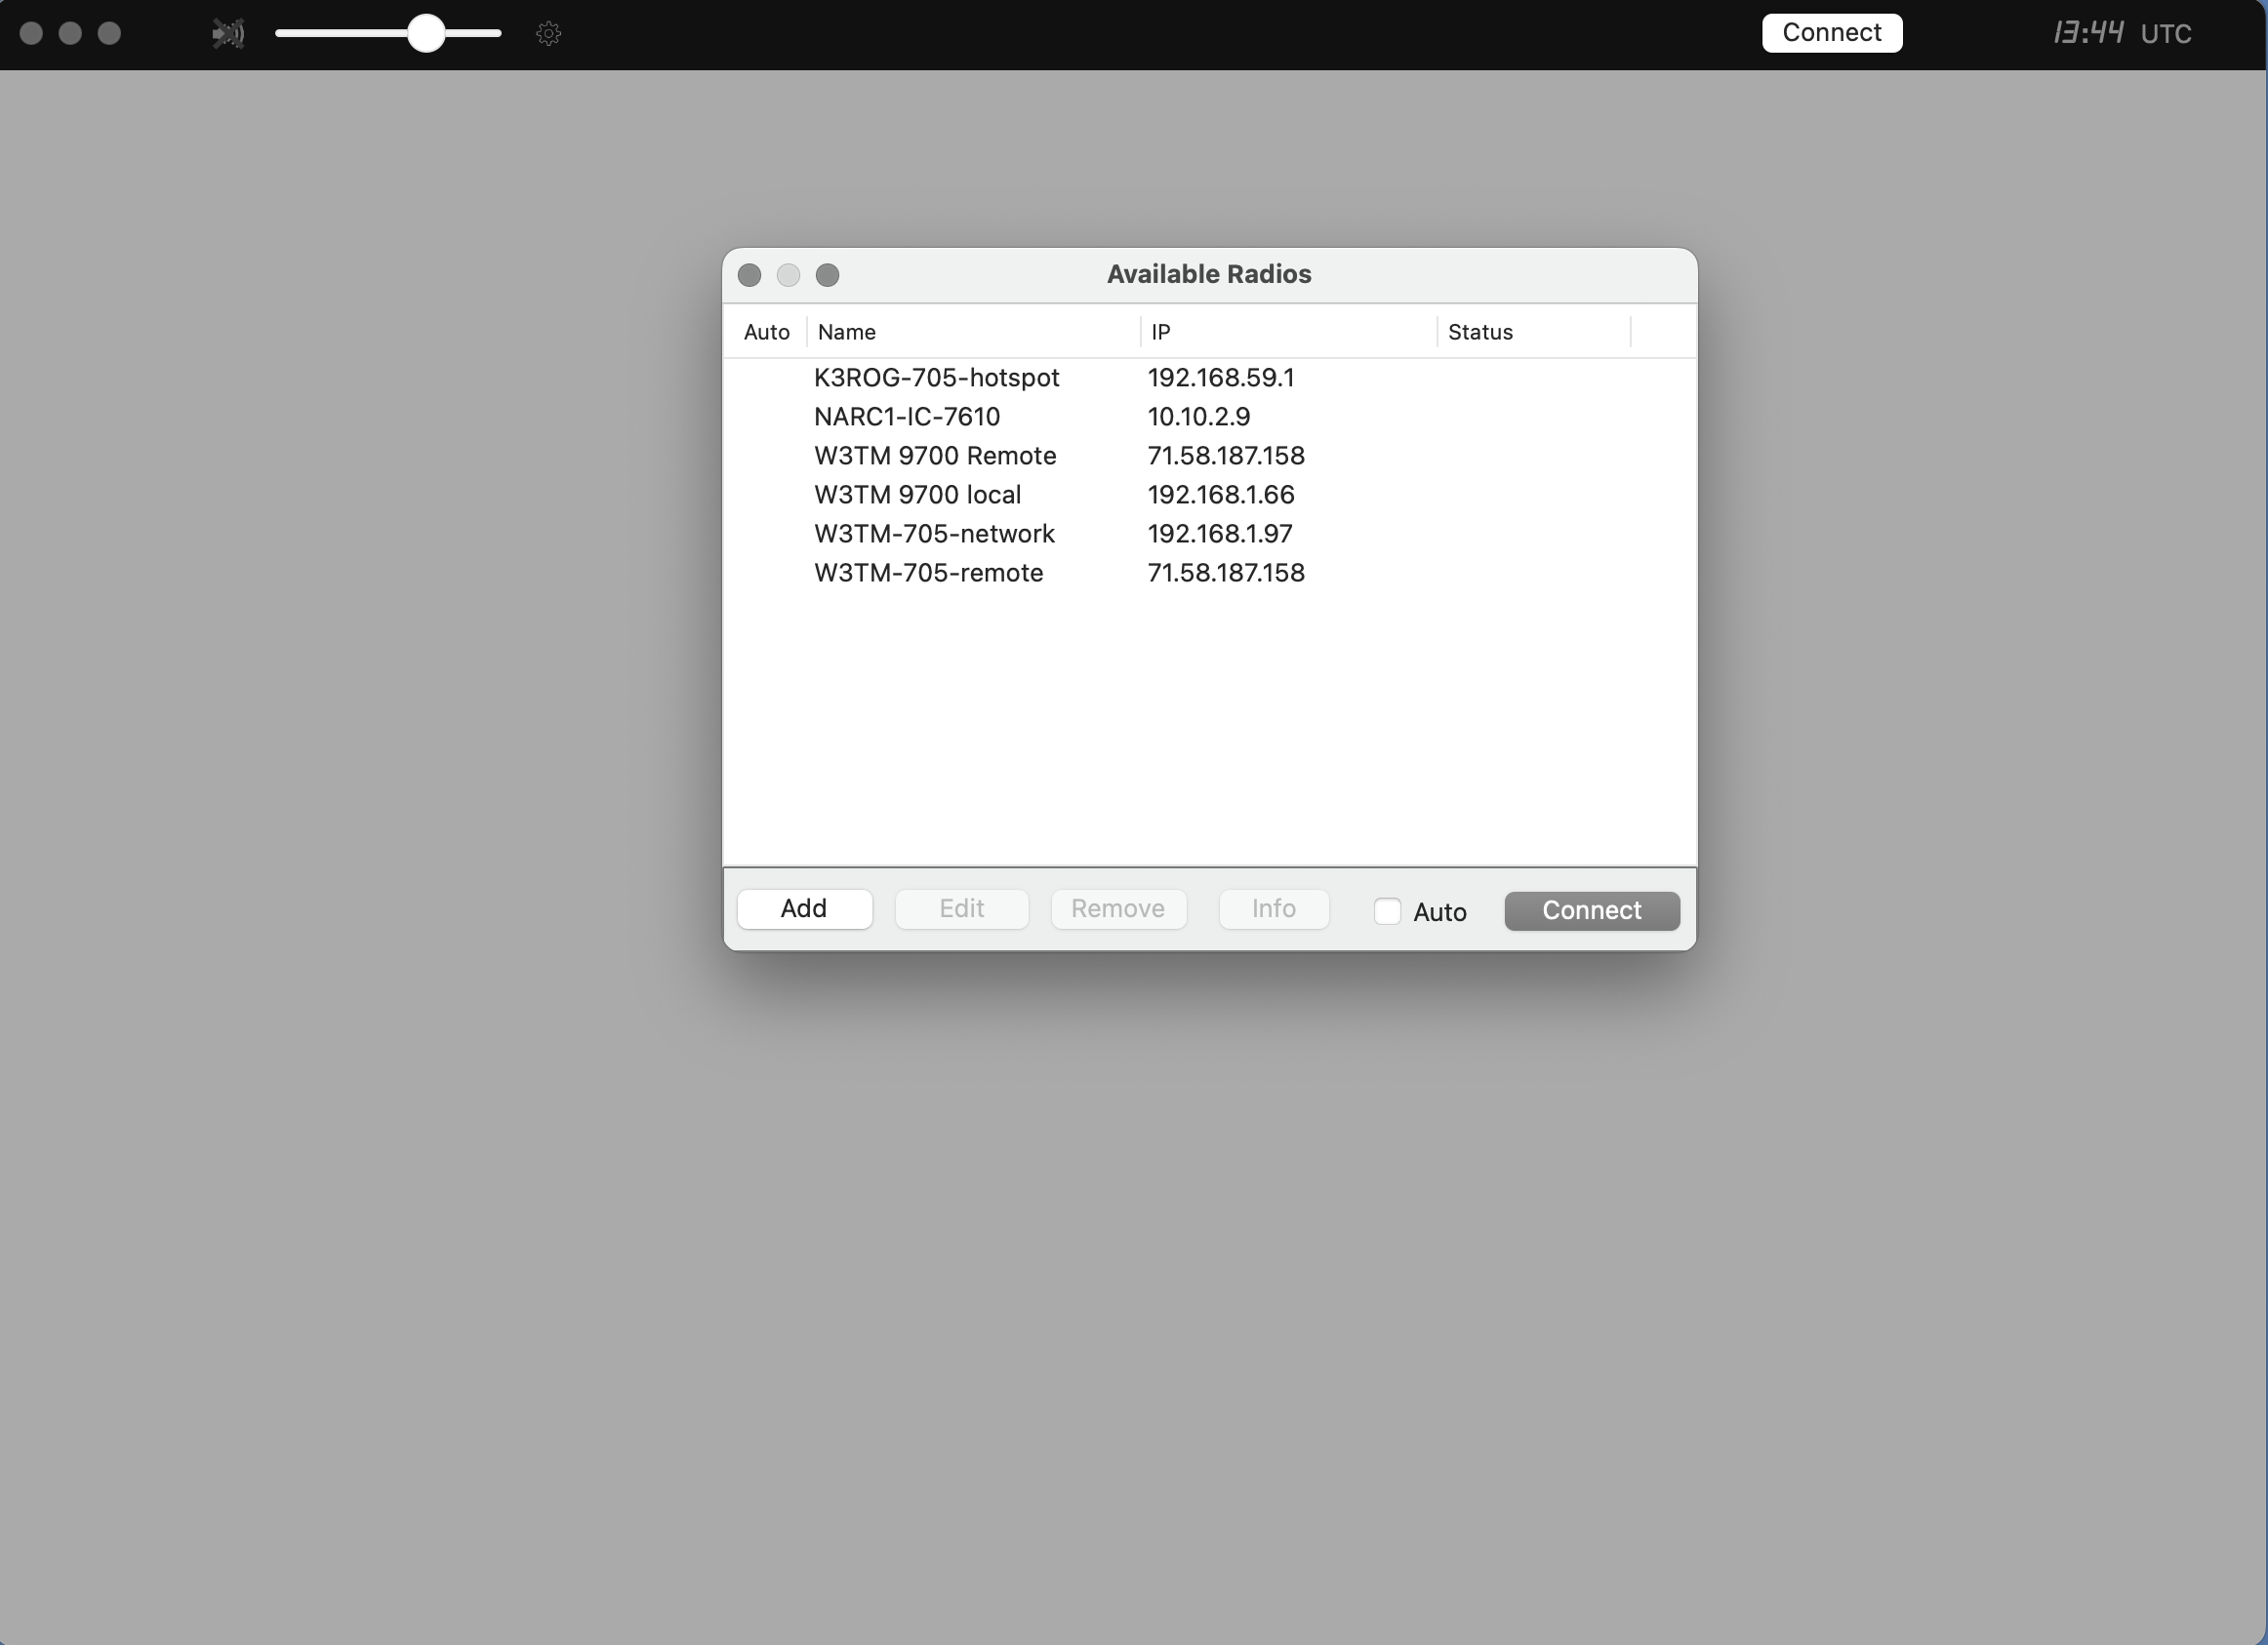 Connect 13:44 UTC
Available Radios
Auto Name IP Status
K3ROG-705-hotspot 192.168.59.1
NARC1-IC-7610 10.10.2.9
W3TM 9700 Remote 71.58.187.158
W3TM 9700 local 192.168.1.66
W3TM-705-network 192.168.1.97
W3TM-705-remote 71.58.187.158
Add Edit Remove Info Auto Connect